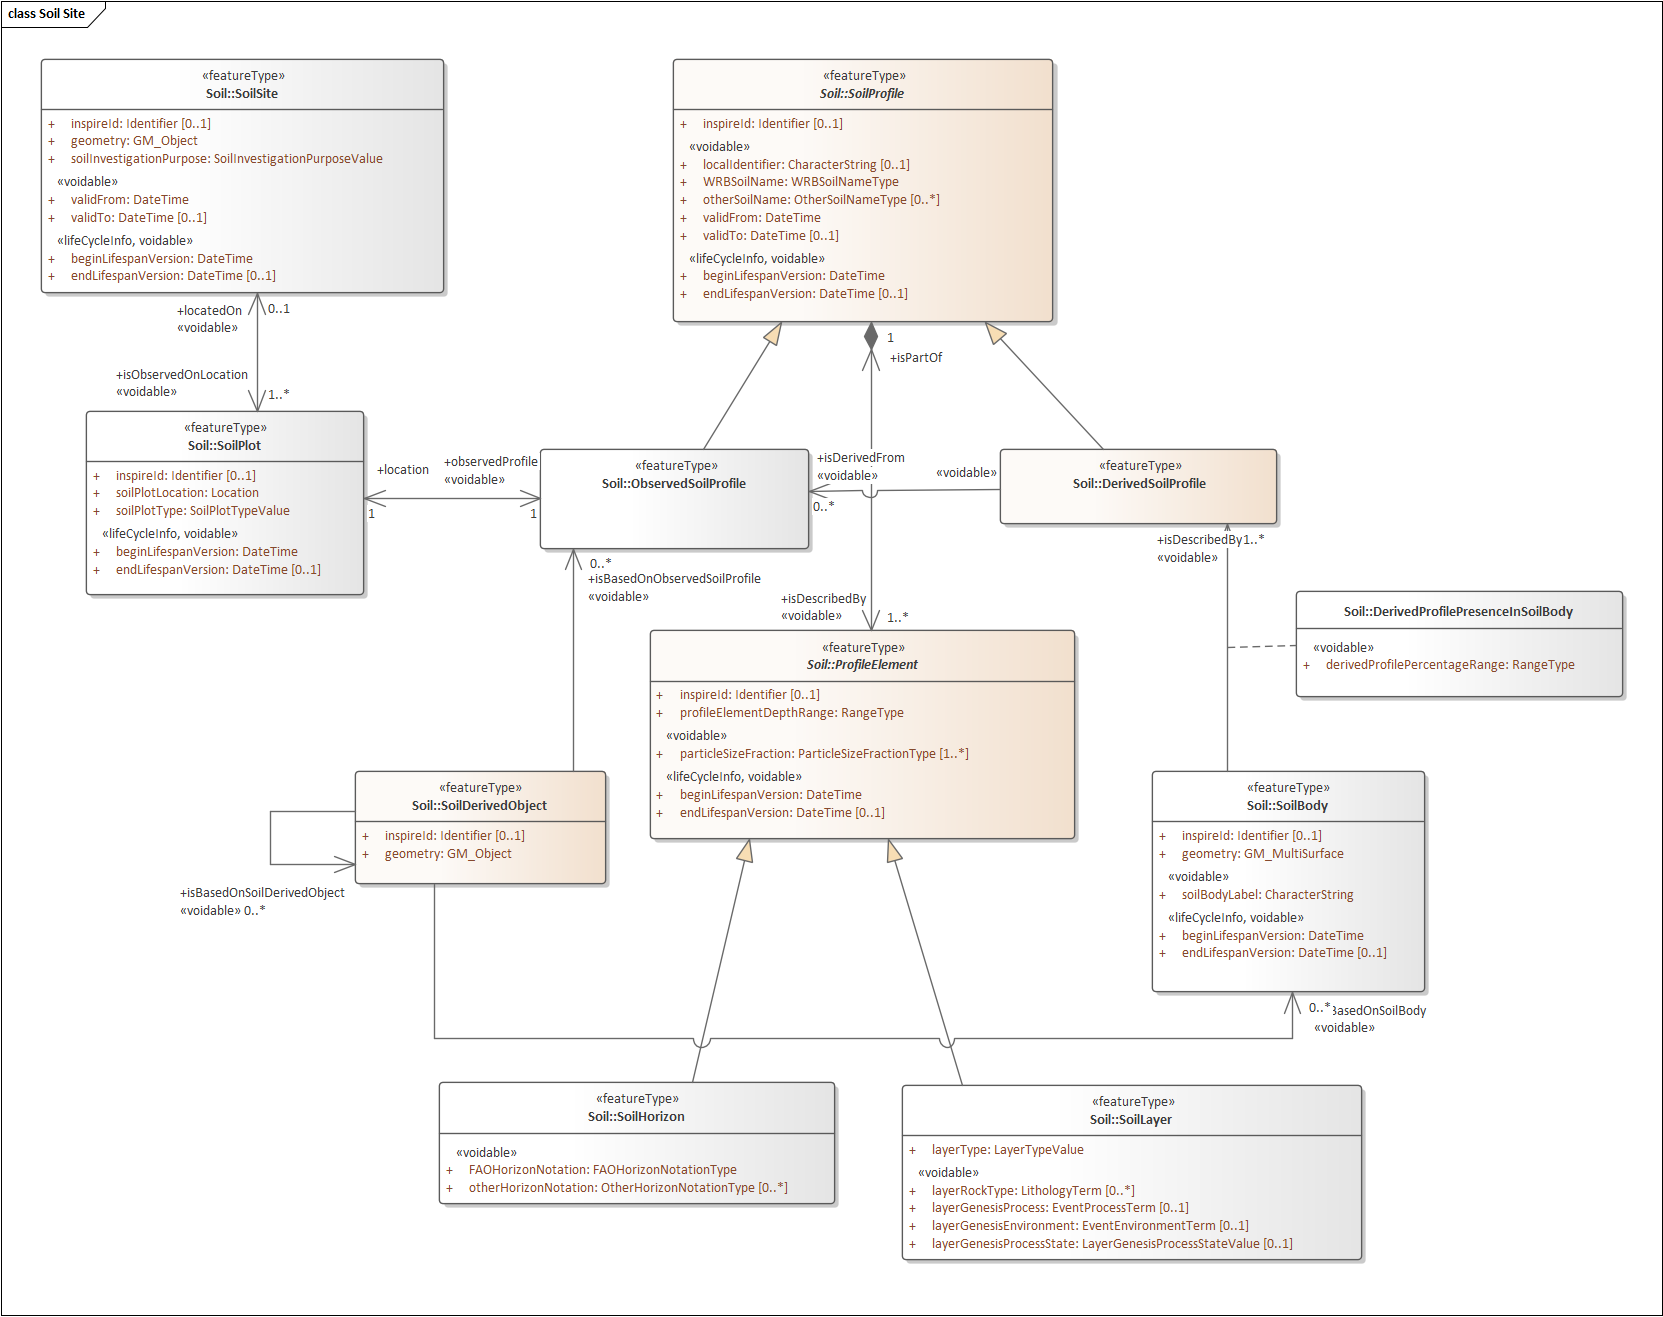 class Soil Site
«featureType»
Soil::SoilSite
+ inspireId: Identifier [0..1]
+ geometry: GM_Object
+ soilInvestigationPurpose: SoilInvestigationPurposeValue
«voidable»
+ validFrom: DateTime
+ validTo: DateTime [0..1]
«lifeCycleInfo, voidable»
+ beginLifespanVersion: DateTime
+ endLifespanVersion: DateTime [0..1]
«featureType»
Soil::SoilProfile
+ inspireId: Identifier [0..1]
«voidable»
+ localIdentifier: CharacterString [0..1]
+ WRBSoilName: WRBSoilNameType
+ otherSoilName: OtherSoilNameType [0..*]
+ validFrom: DateTime
+ validTo: DateTime [0..1]
«lifeCycleInfo, voidable»
+ beginLifespanVersion: DateTime
+ endLifespanVersion: DateTime [0..1]
+locatedOn
«voidable»
0..1
+isObservedOnLocation
«voidable»
1..*
1
+isPartOf
«featureType»
Soil::SoilPlot
+ inspireId: Identifier [0..1]
+ soilPlotLocation: Location
+ soilPlotType: SoilPlotTypeValue
«lifeCycleInfo, voidable»
+ beginLifespanVersion: DateTime
+ endLifespanVersion: DateTime [0..1]
+location
1
+observedProfile
«voidable»
1
«featureType»
Soil::ObservedSoilProfile
+isDerivedFrom
«voidable»
0..*
«voidable»
«featureType»
Soil::DerivedSoilProfile
0..*
+isBasedOnObservedSoilProfile
«voidable»
+isDescribedBy
«voidable»
1..*
+isDescribedBy 1..*
«voidable»
Soil::DerivedProfilePresenceInSoilBody
«voidable»
+ derivedProfilePercentageRange: RangeType
«featureType»
Soil::ProfileElement
+ inspireId: Identifier [0..1]
+ profileElementDepthRange: RangeType
«voidable»
+ particleSizeFraction: ParticleSizeFractionType [1..*]
«lifeCycleInfo, voidable»
+ beginLifespanVersion: DateTime
+ endLifespanVersion: DateTime [0..1]
«featureType»
Soil::SoilDerivedObject
+ inspireId: Identifier [0..1]
+ geometry: GM_Object
+isBasedOnSoilDerivedObject
«voidable» 0..*
«featureType»
Soil::SoilBody
+ inspireId: Identifier [0..1]
+ geometry: GM_MultiSurface
«voidable»
+ soilBodyLabel: CharacterString
«lifeCycleInfo, voidable»
+ beginLifespanVersion: DateTime
+ endLifespanVersion: DateTime [0..1]
0..* BasedOnSoilBody
«voidable»
«featureType»
Soil::SoilHorizon
«voidable»
+ FAOHorizonNotation: FAOHorizonNotationType
+ otherHorizonNotation: OtherHorizonNotationType [0..*]
«featureType»
Soil::SoilLayer
+ layerType: LayerTypeValue
«voidable»
+ layerRockType: LithologyTerm [0..*]
+ layerGenesisProcess: EventProcessTerm [0..1]
+ layerGenesisEnvironment: EventEnvironmentTerm [0..1]
+ layerGenesisProcessState: LayerGenesisProcessStateValue [0..1]